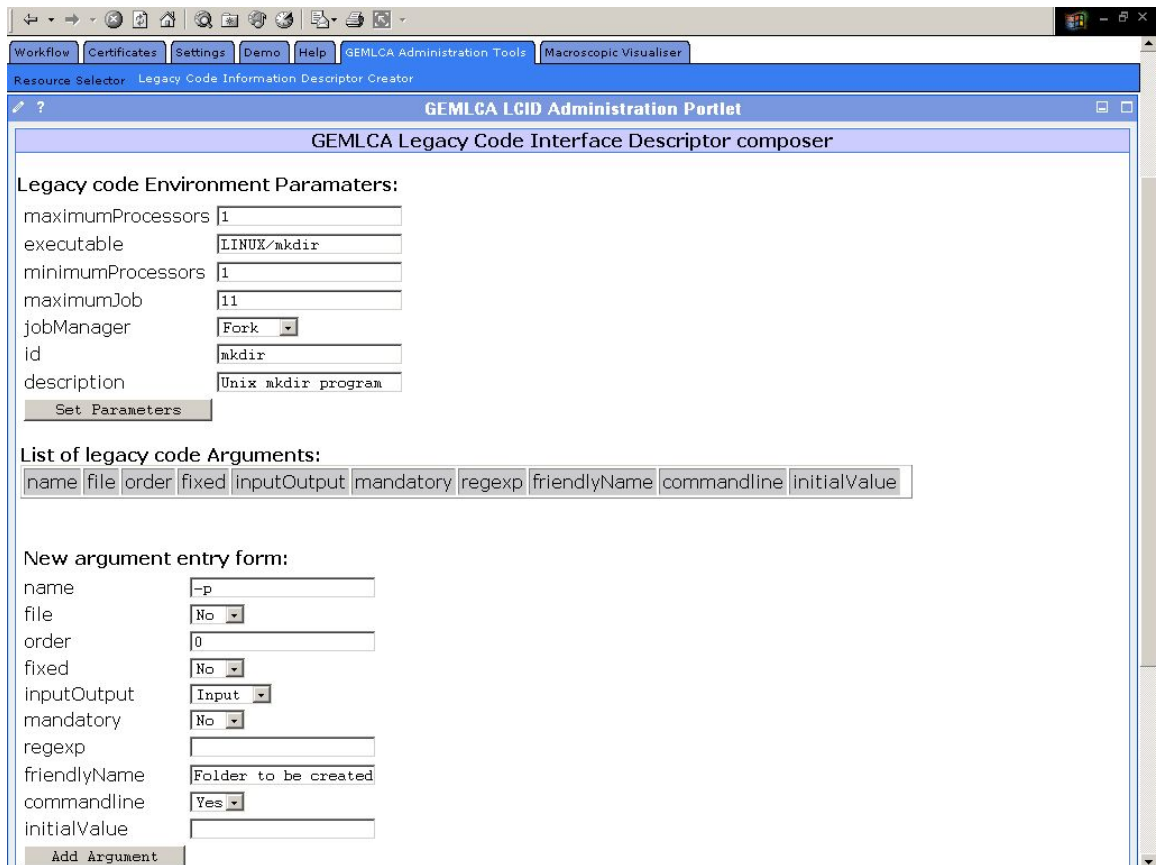 Workflow Certificates Settings Demo Help GEMLCA Administration Tools Macroscopic Visualiser
Resource Selector Legacy Code Information Descriptor Creator
? GEMLCA LCID Administration Portlet
GEMLCA Legacy Code Interface Descriptor composer
Legacy code Environment Paramaters:
maximumProcessors 1
executable LINUX/mkdir
minimumProcessors 1
maximumJob 11
jobManager Fork
id mkdir
description Unix mkdir program
Set Parameters
List of legacy code Arguments:
name file order fixed inputOutput mandatory regexp friendlyName commandline initialValue
New argument entry form:
name -p
file No
order 0
fixed No
inputOutput Input
mandatory No
regexp
friendlyName Folder to be created
commandline Yes
initialValue
Add Argument